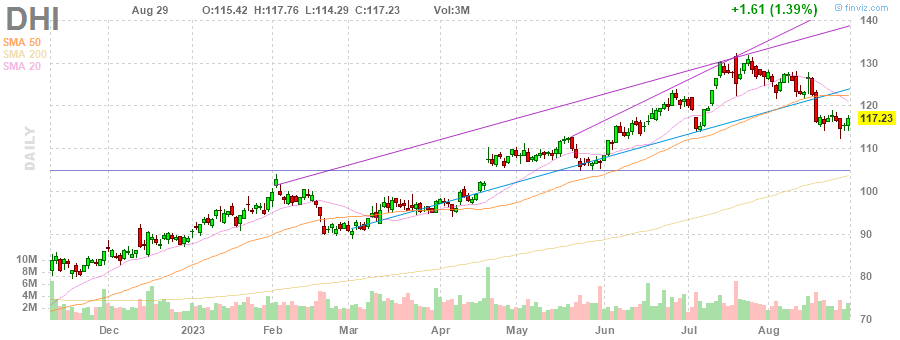 DHI
Aug 29 O:115.42 H:117.76 L:114.29 C:117.23 Vol:3M +1.61 (1.39%) finviz.com
SMA 50
SMA 200
SMA 20
DAILY
140
130
120
117.23
110
100
90
80
70
10M
8M
6M
4M
2M
Dec 2023 Feb Mar Apr May Jun Jul Aug